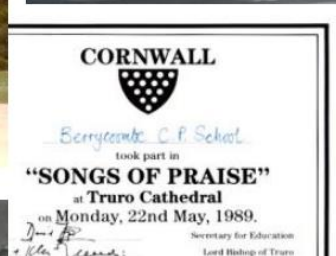 CORNWALL
Berrycoombe C.P. School
took part in
“SONGS OF PRAISE”
at Truro Cathedral
on Monday, 22nd May, 1989.
Secretary for Education
Lord Bishop of Truro